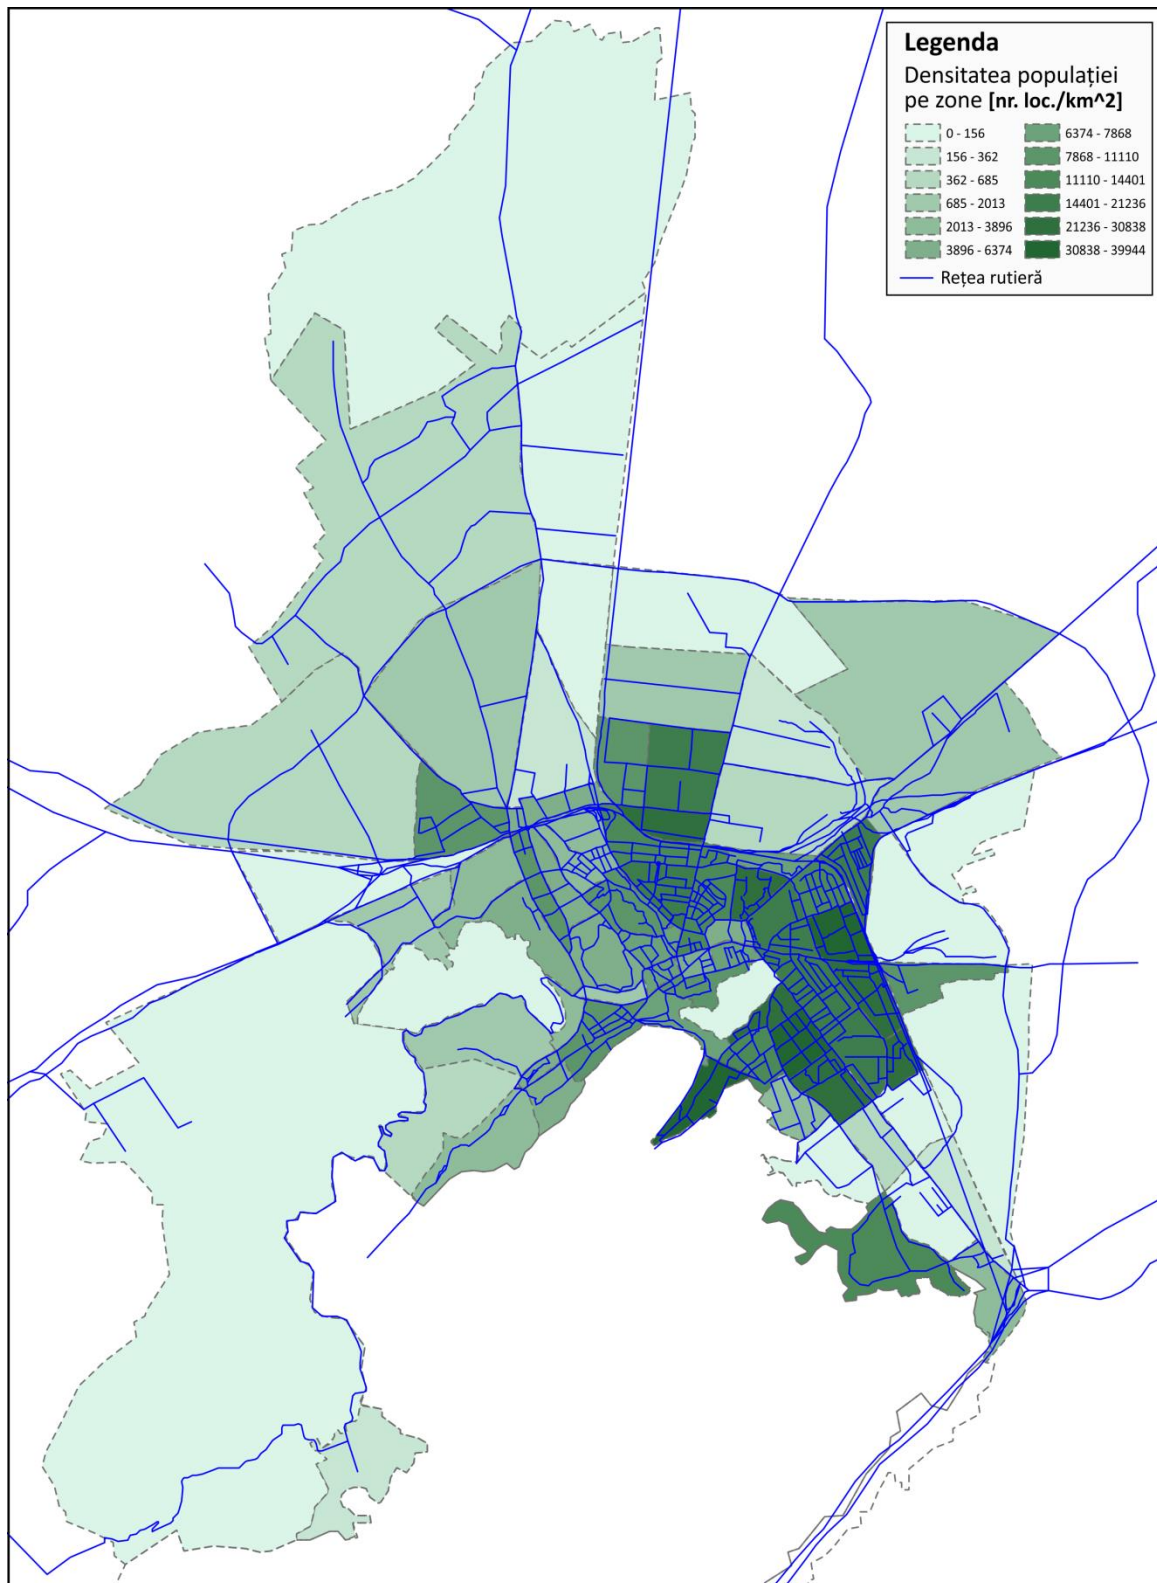 Legenda
Densitatea populației
pe zone [nr. loc./km^2]
0 - 156
156 - 362
362 - 685
685 - 2013
2013 - 3896
3896 - 6374
6374 - 7868
7868 - 11110
11110 - 14401
14401 - 21236
21236 - 30838
30838 - 39944
Rețea rutieră